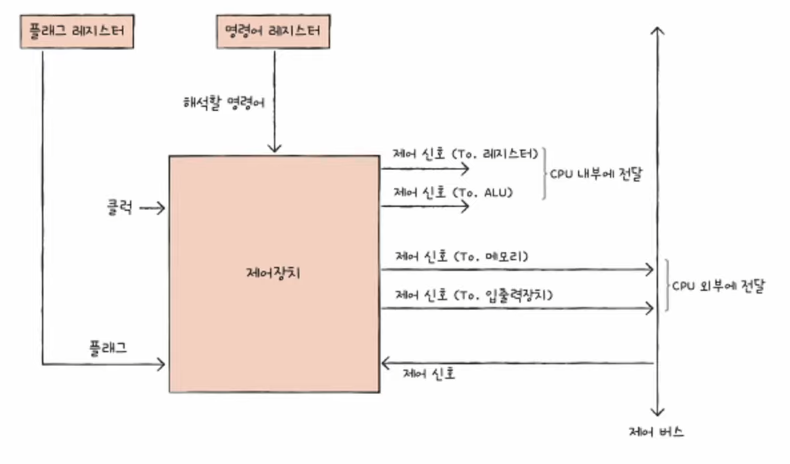 플래그 레지스터
명령어 레지스터
해석할 명령어
제어 신호 (To. 레지스터)
CPU 내부에 전달
제어 신호 (To. ALU)
클럭
제어장치
제어 신호 (To. 메모리)
CPU 외부에 전달
제어 신호 (To. 입출력장치)
플래그
제어 신호
제어 버스